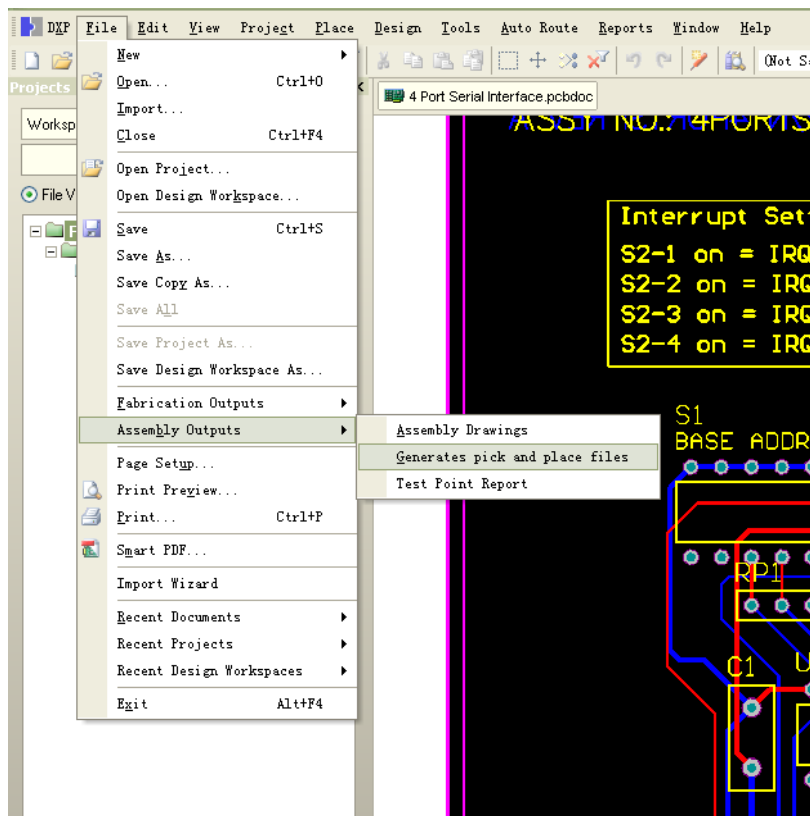 DXP File Edit View Project Place Design Tools Auto Route Reports Window Help
(Not
Projects
4 Port Serial Interface.pcbdoc
Worksp
File V
New
Open... Ctrl+O
Import...
Close Ctrl+F4
Open Project...
Open Design Workspace...
Save Ctrl+S
Save As...
Save Copy As...
Save All
Save Project As...
Save Design Workspace As...
Fabrication Outputs
Assembly Outputs
Page Setup...
Print Preview...
Print... Ctrl+P
Smart PDF...
Import Wizard
Recent Documents
Recent Projects
Recent Design Workspaces
Exit Alt+F4
Assembly Drawings
Generates pick and place files
Test Point Report
ASSY NO.: 4PORTS
Interrupt Set
S2-1 on = IRQ
S2-2 on = IRQ
S2-3 on = IRQ
S2-4 on = IRQ
S1
BASE ADDR
RP1
C1 U